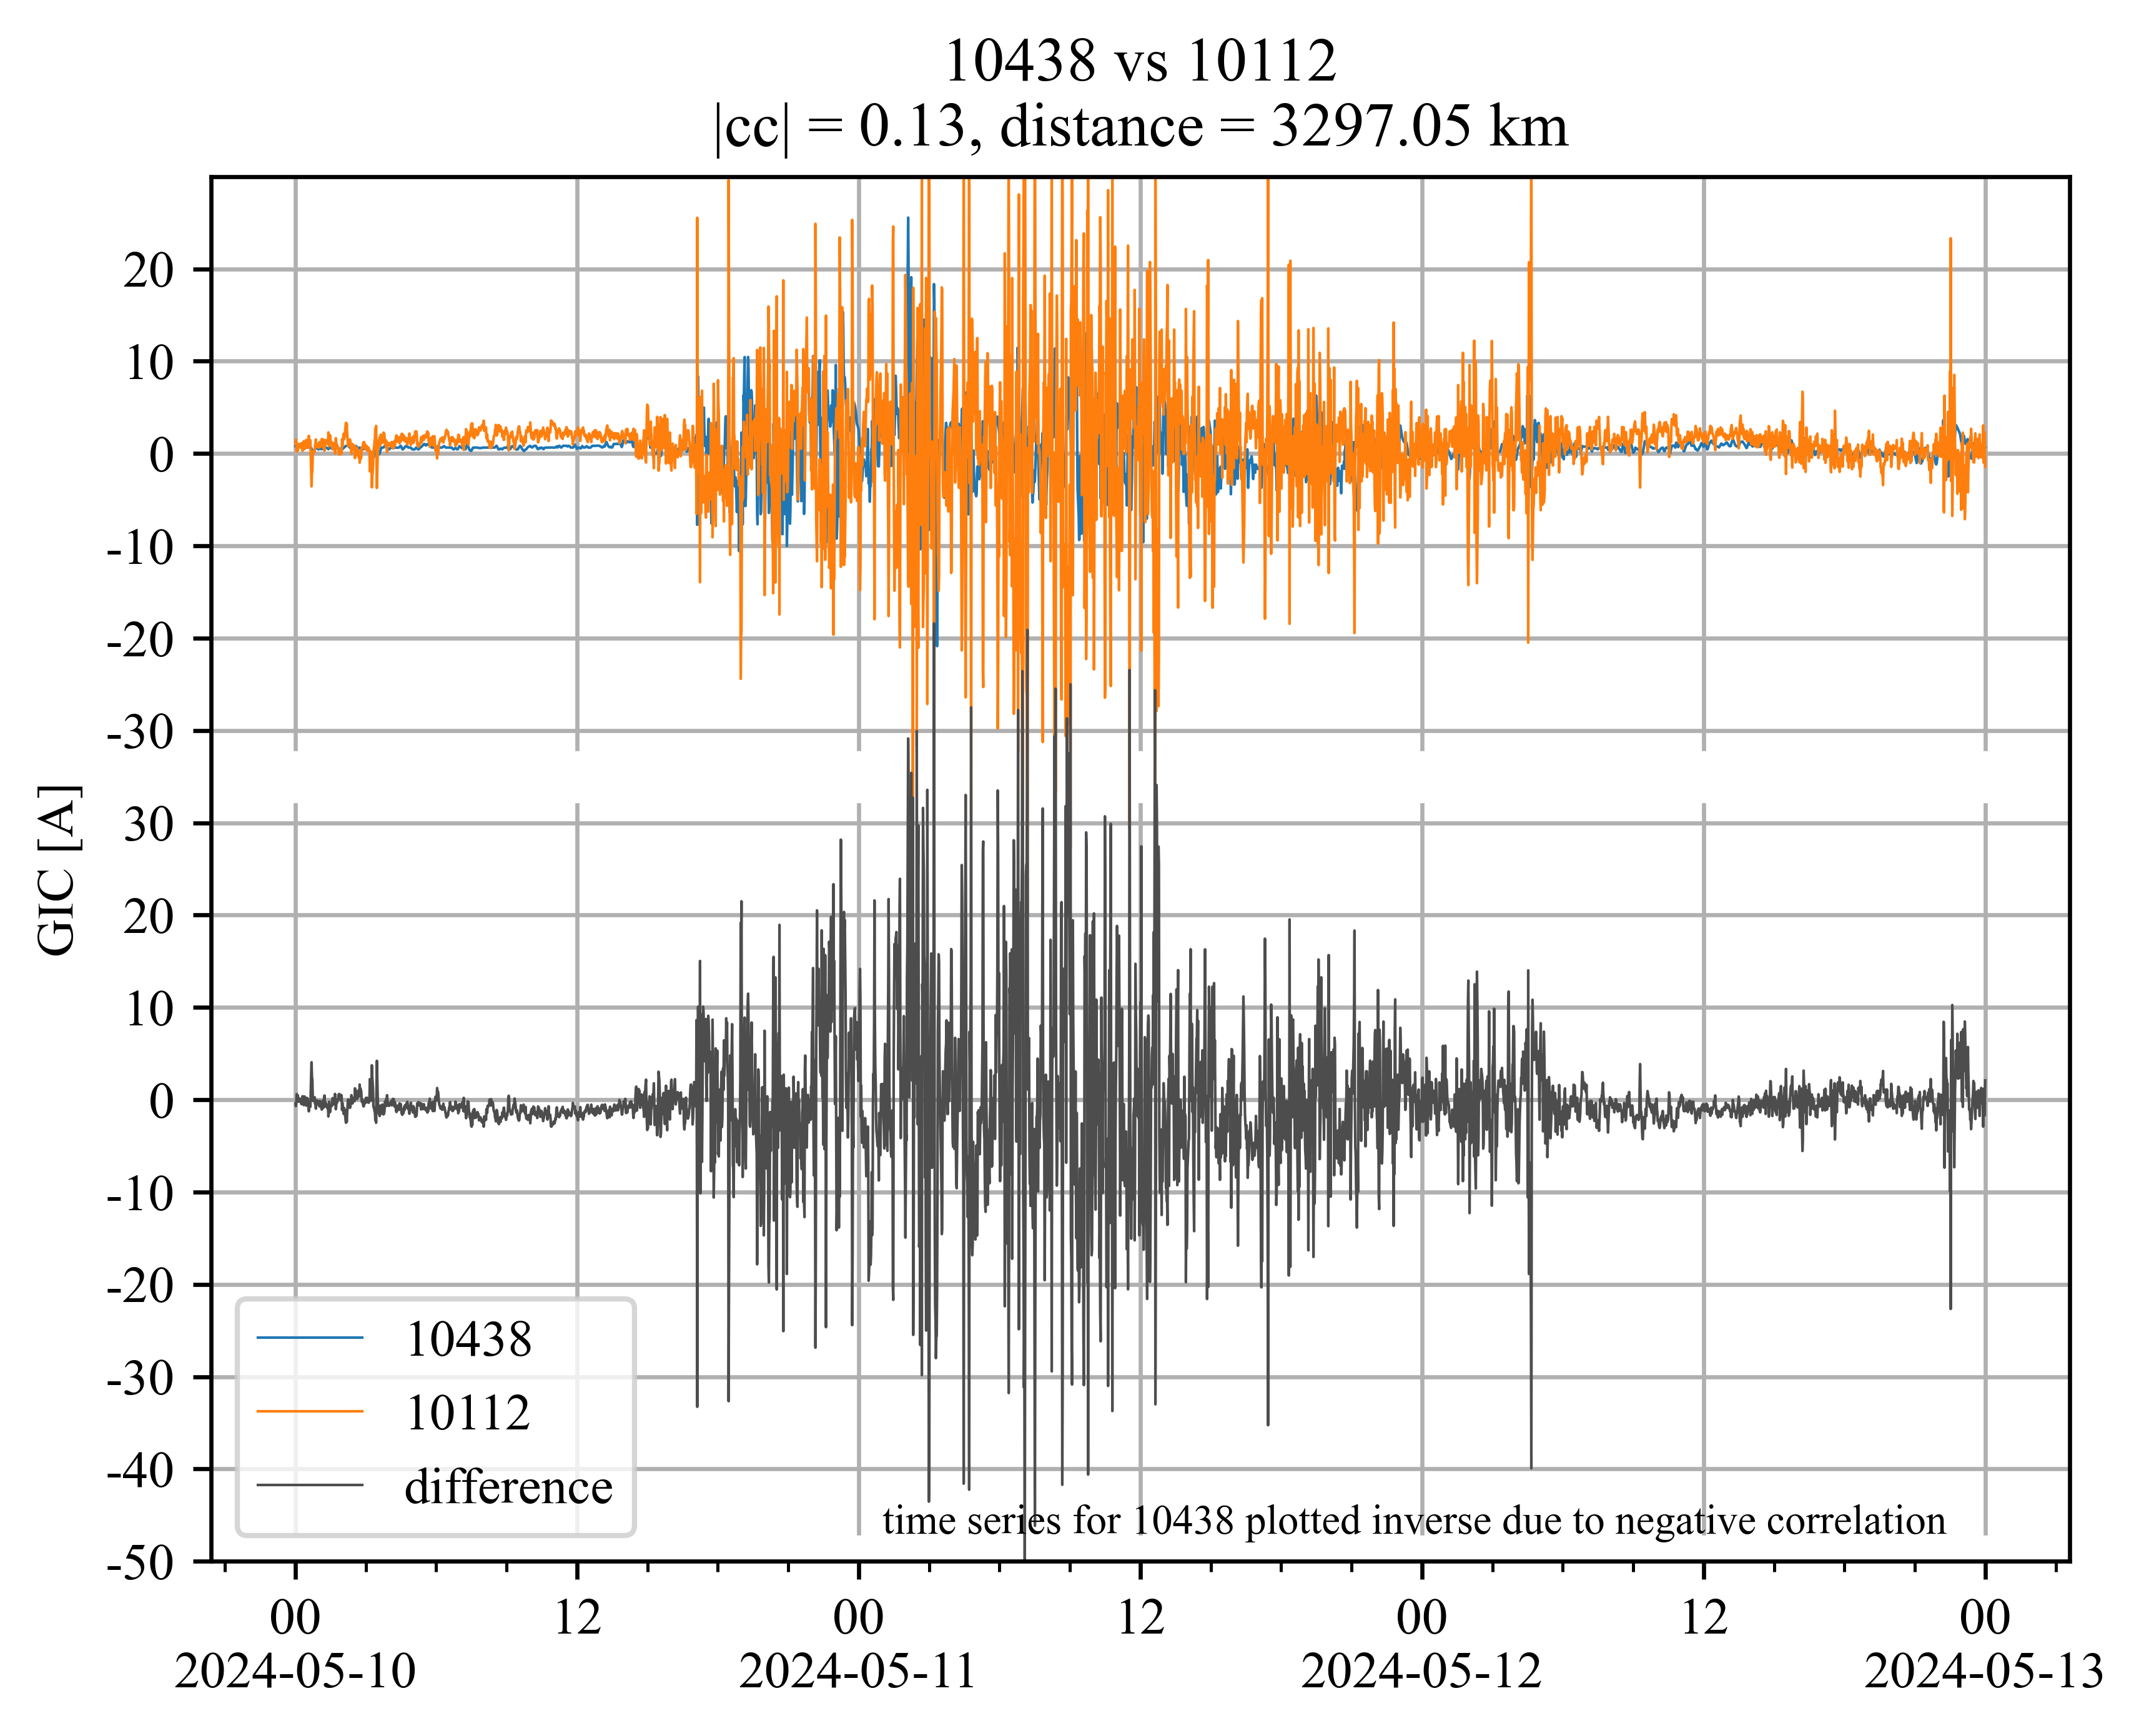 10438 vs 10112
|cc| = 0.13, distance = 3297.05 km
20
10
0
-10
-20
-30
30
20
10
0
-10
-20
-30
-40
-50
GIC [A]
10438
10112
difference
time series for 10438 plotted inverse due to negative correlation
00 12 00 12 00 12 00
2024-05-10 2024-05-11 2024-05-12 2024-05-13